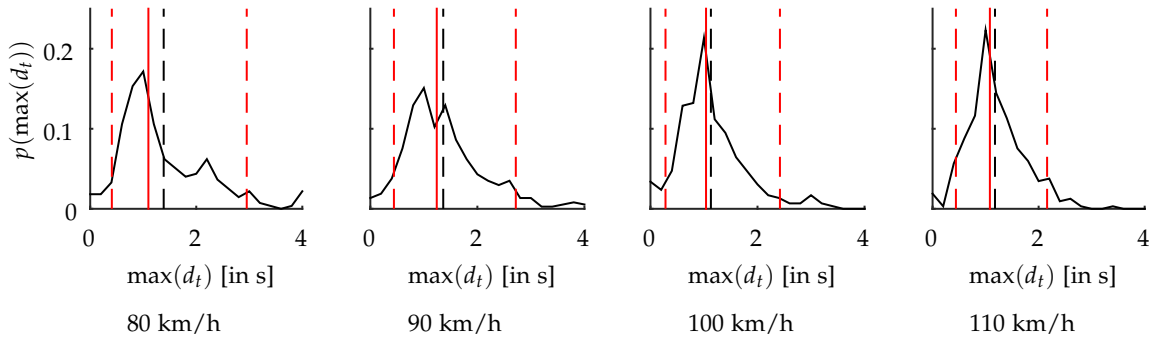 p(max(d_t))
0.2
0.1
0
0 2 4
0 2 4
0 2 4
0 2 4
max(d_t) [in s]
max(d_t) [in s]
max(d_t) [in s]
max(d_t) [in s]
80 km/h
90 km/h
100 km/h
110 km/h